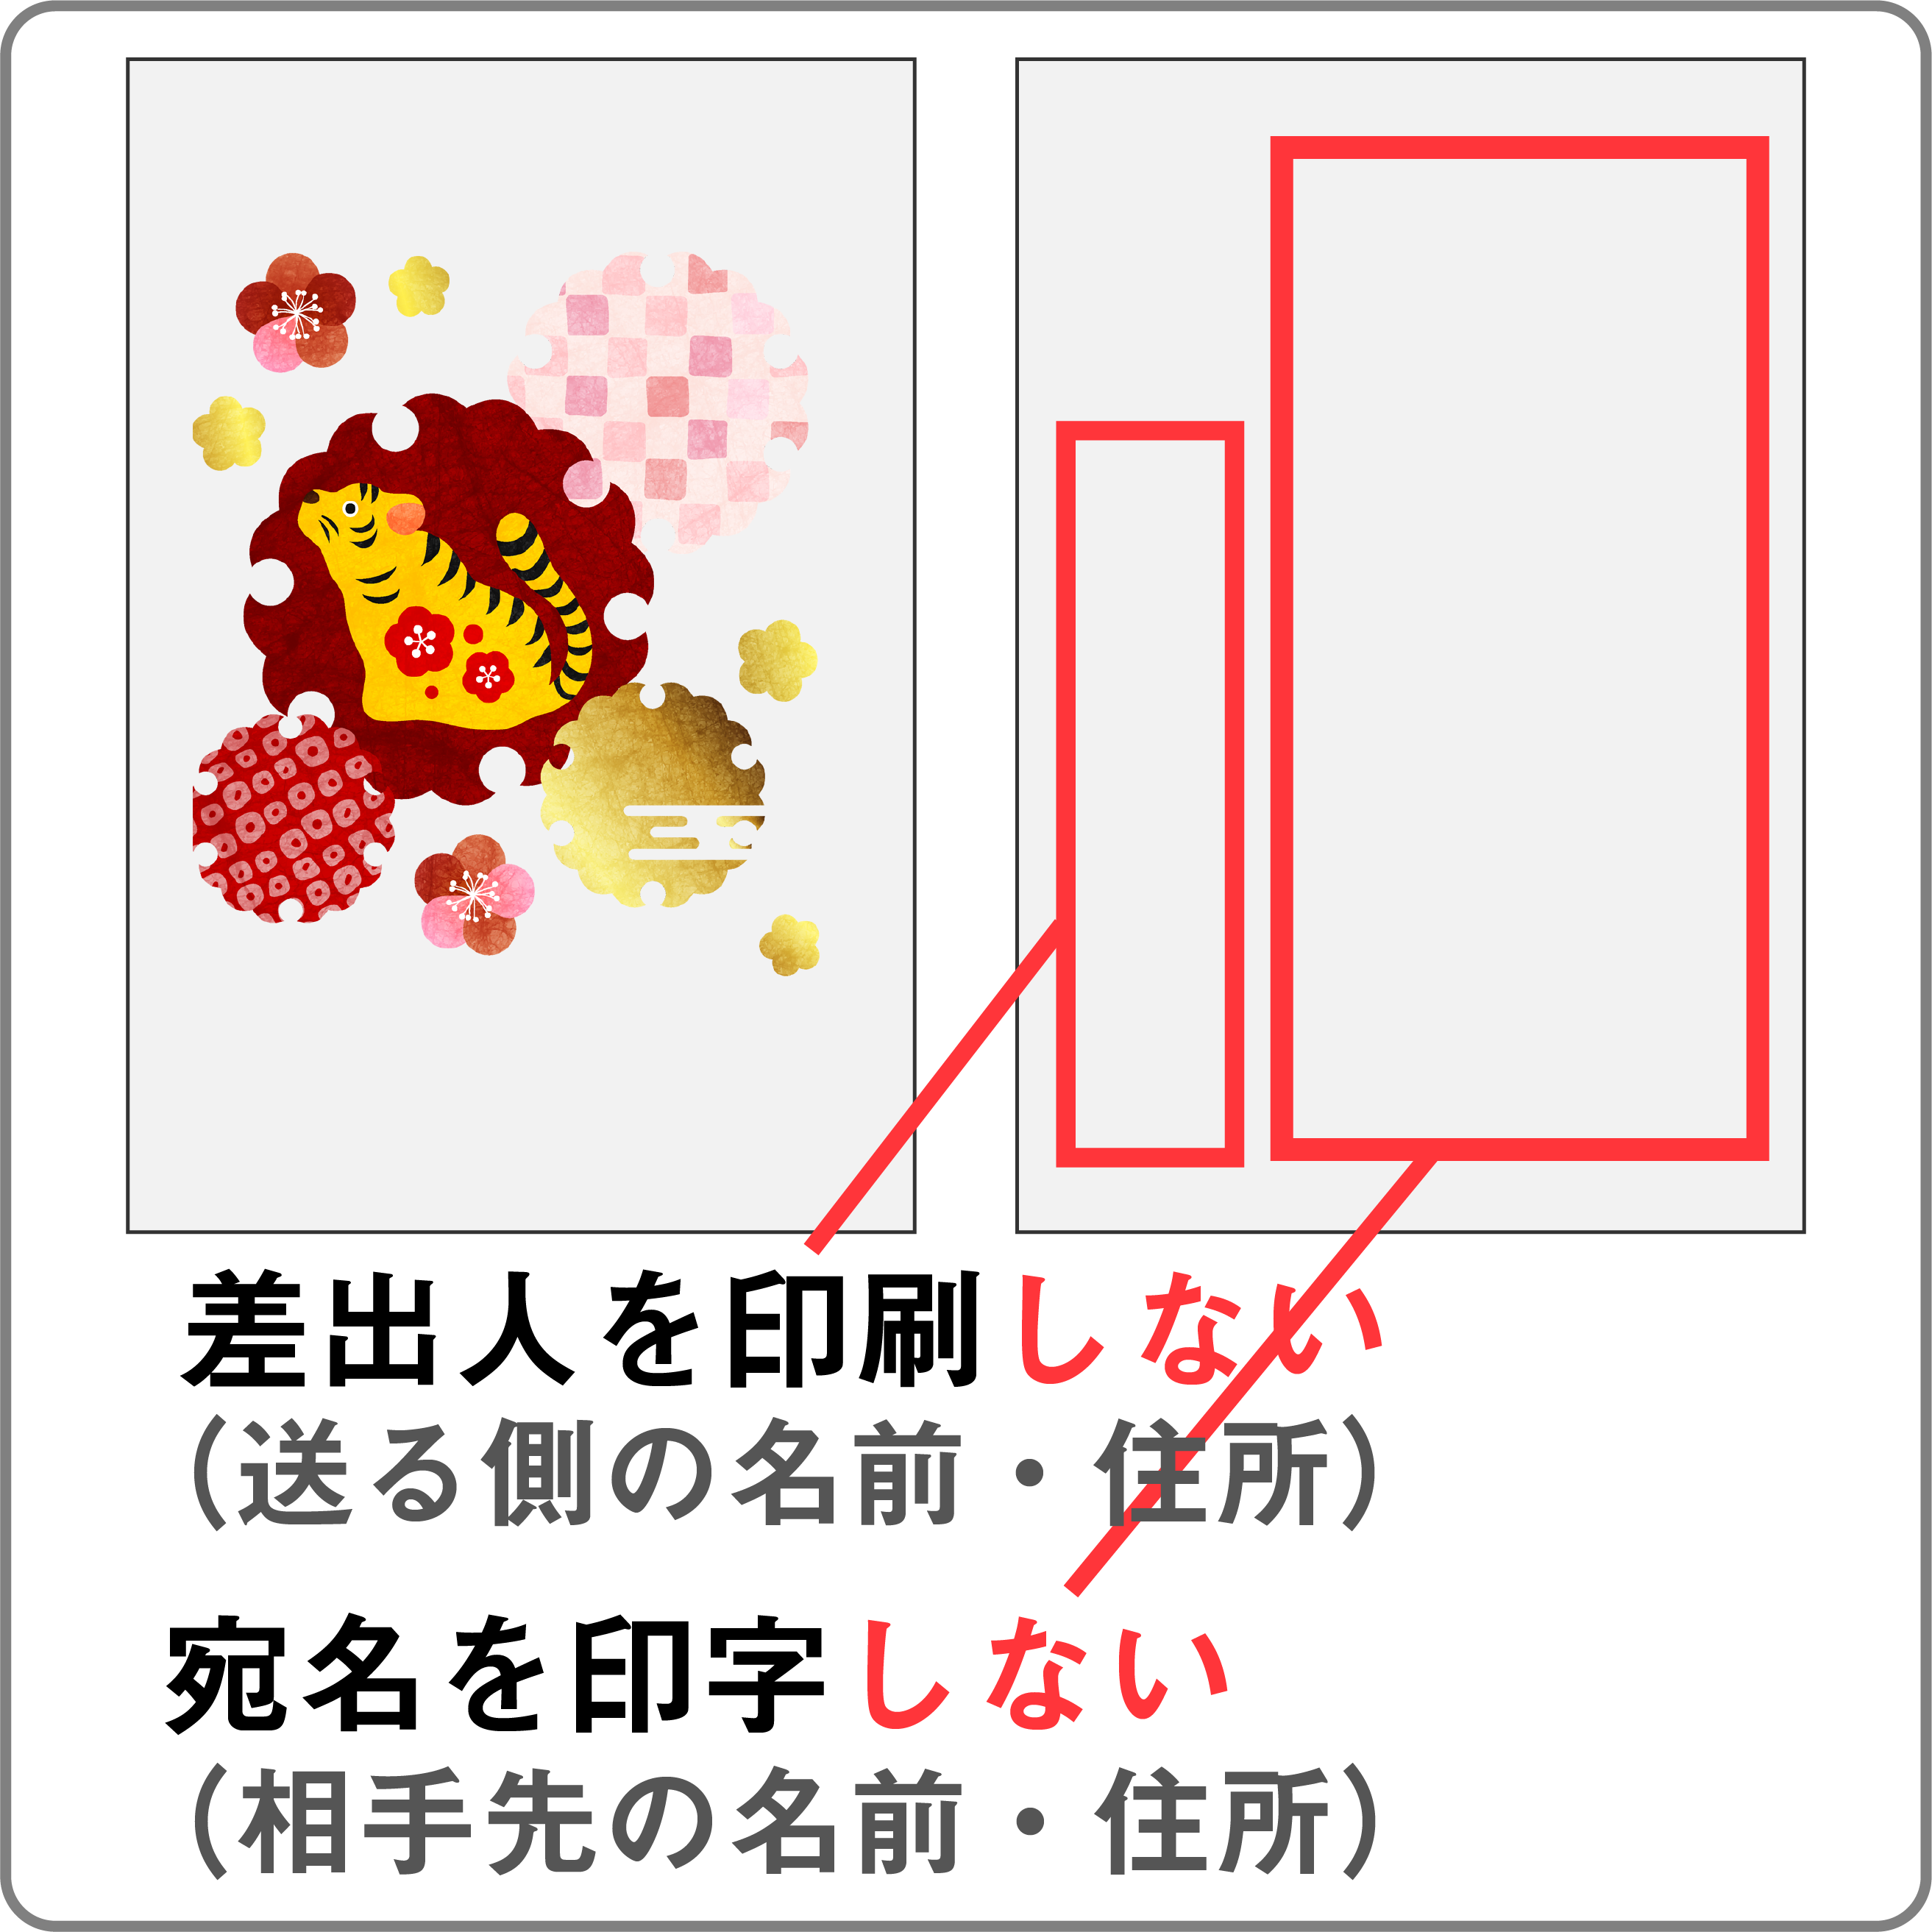 差出人を印刷しない
（送る側の名前・住所）
宛名を印字しない
（相手先の名前・住所）